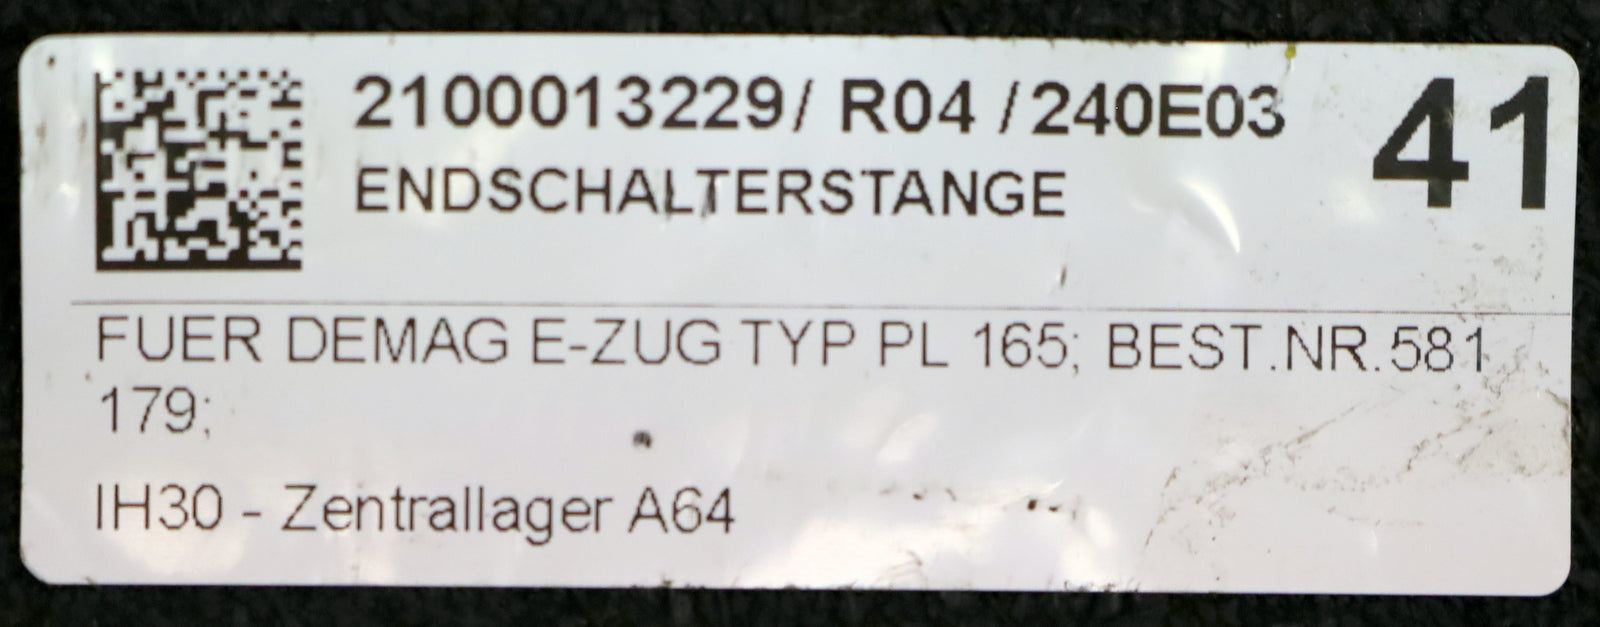 2100013229/ R04 /240E03 41
ENDSCHALTERSTANGE
FUER DEMAG E-ZUG TYP PL 165; BEST.NR.581
179;
IH30 - Zentrallager A64